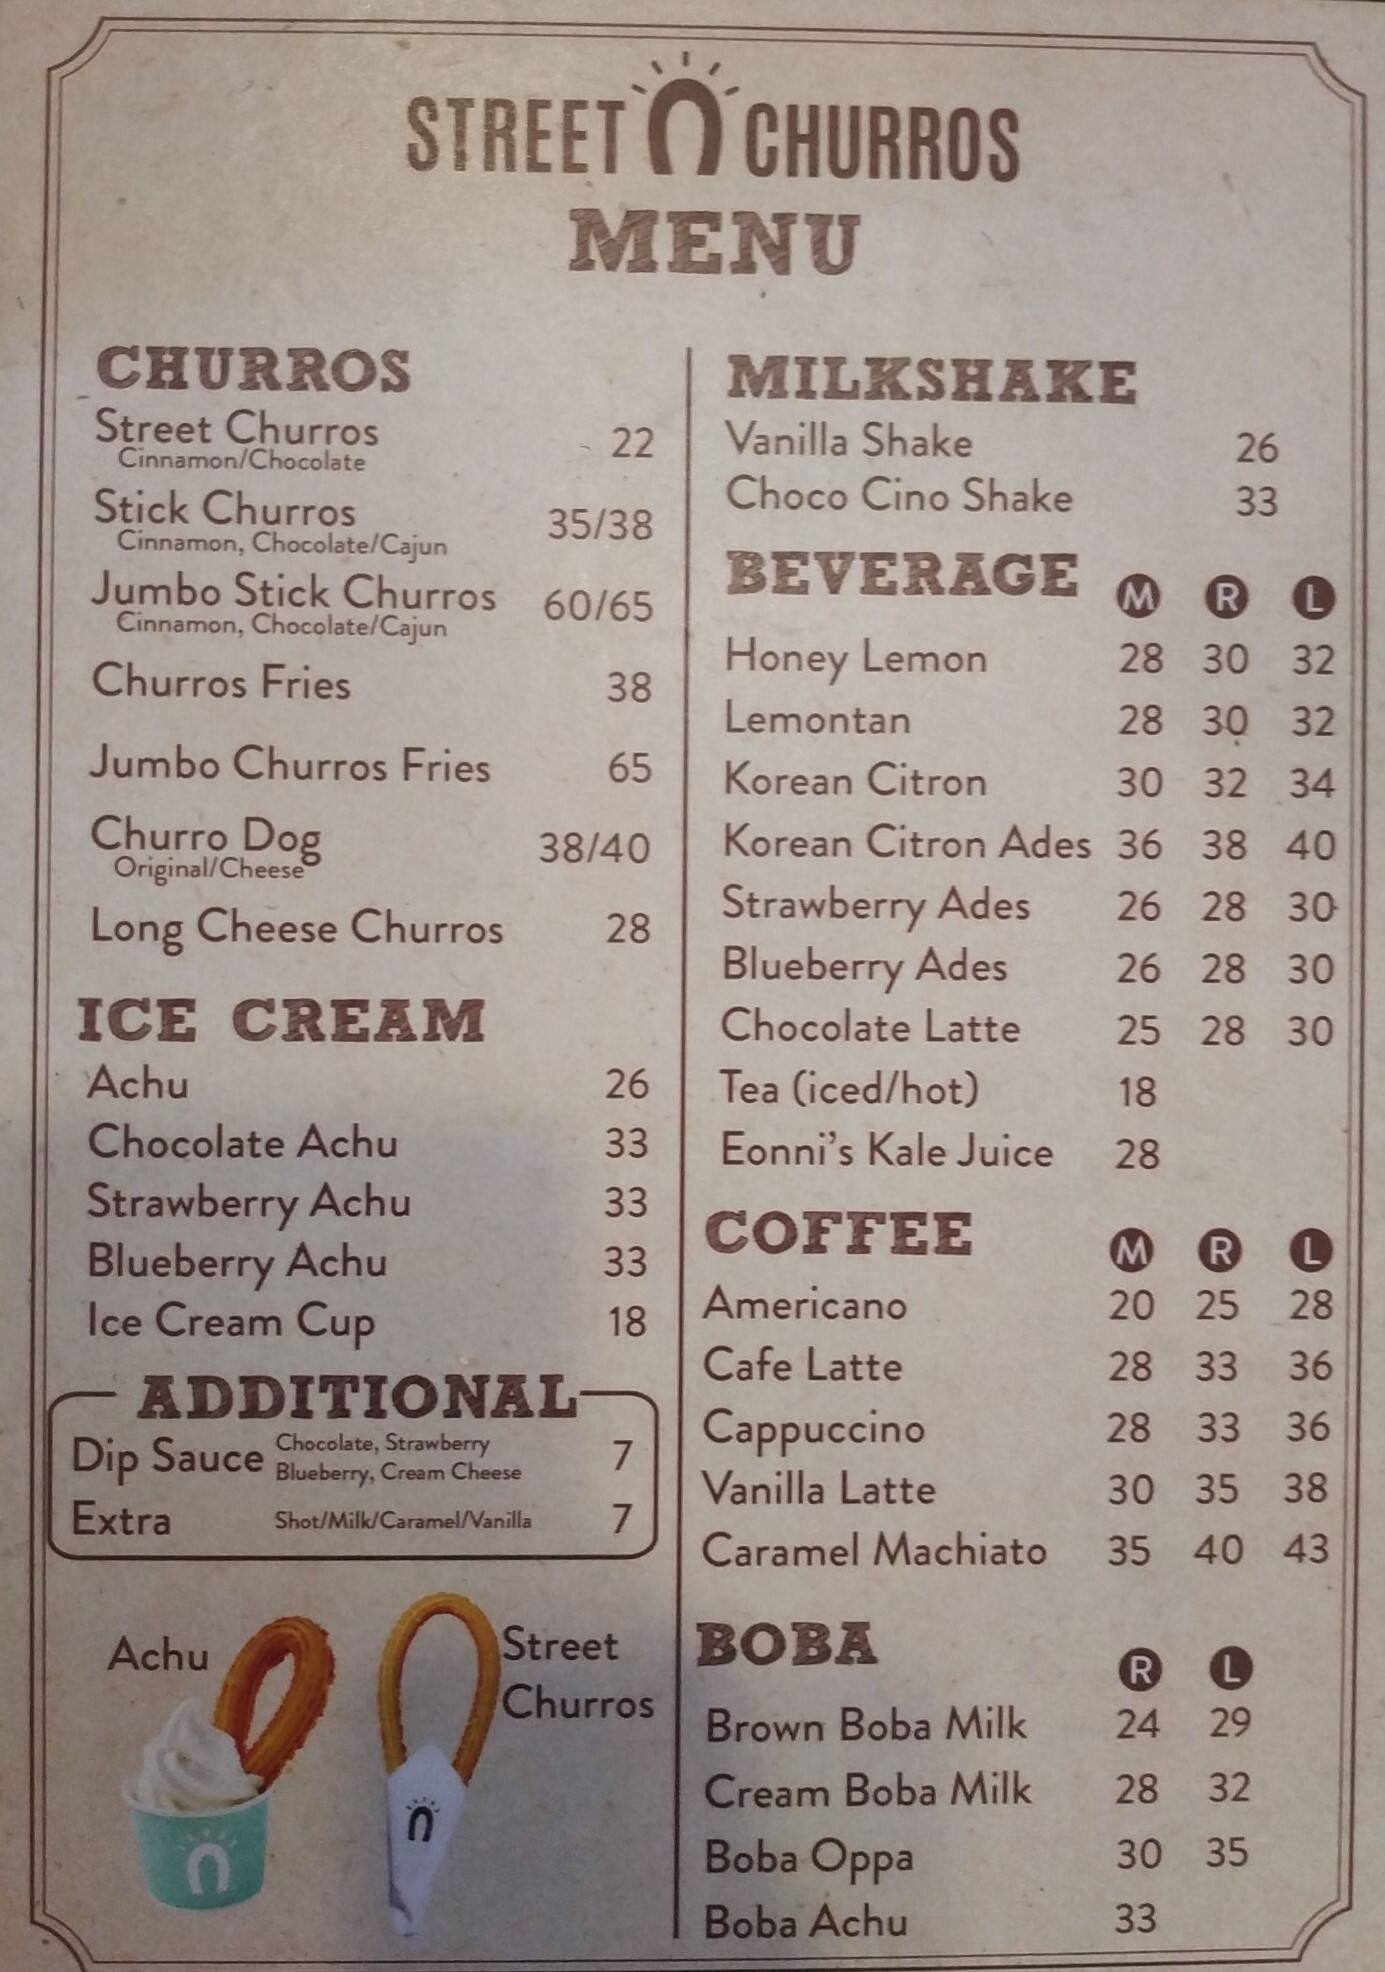 STREET CHURROS
MENU
CHURROS
Street Churros 22
Cinnamon/Chocolate
Stick Churros 35/38
Cinnamon, Chocolate/Cajun
Jumbo Stick Churros 60/65
Cinnamon, Chocolate/Cajun
Churros Fries 38
Jumbo Churros Fries 65
Churro Dog 38/40
Original/Cheese
Long Cheese Churros 28
ICE CREAM
Achu 26
Chocolate Achu 33
Strawberry Achu 33
Blueberry Achu 33
Ice Cream Cup 18
ADDITIONAL
Dip Sauce Chocolate, Strawberry 7
Blueberry, Cream Cheese
Extra Shot/Milk/Caramel/Vanilla 7
Achu
Street
Churros
MILKSHAKE
Vanilla Shake 26
Choco Cino Shake 33
BEVERAGE M R L
Honey Lemon 28 30 32
Lemontan 28 30 32
Korean Citron 30 32 34
Korean Citron Ades 36 38 40
Strawberry Ades 26 28 30
Blueberry Ades 26 28 30
Chocolate Latte 25 28 30
Tea (iced/hot) 18
Eonni's Kale Juice 28
COFFEE M R L
Americano 20 25 28
Cafe Latte 28 33 36
Cappuccino 28 33 36
Vanilla Latte 30 35 38
Caramel Machiato 35 40 43
BOBA R L
Brown Boba Milk 24 29
Cream Boba Milk 28 32
Boba Oppa 30 35
Boba Achu 33